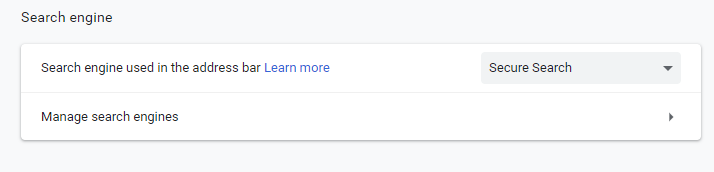 Search engine
Search engine used in the address bar Learn more
Secure Search
Manage search engines